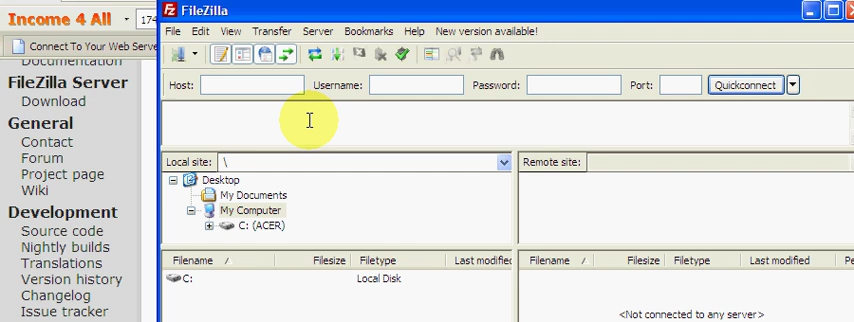 Income 4 All
174
Connect To Your Web Serve
Documentation
FileZilla Server
Download
General
Contact
Forum
Project page
Wiki
Development
Source code
Nightly builds
Translations
Version history
Changelog
Issue tracker
FileZilla
File Edit View Transfer Server Bookmarks Help New version available!
Host: Username: Password: Port: Quickconnect
Local site: \
Remote site:
Desktop
My Documents
My Computer
C: (ACER)
Filename / Filesize Filetype Last modified
C: Local Disk
Filename / Filesize Filetype Last modified Pe
<Not connected to any server>